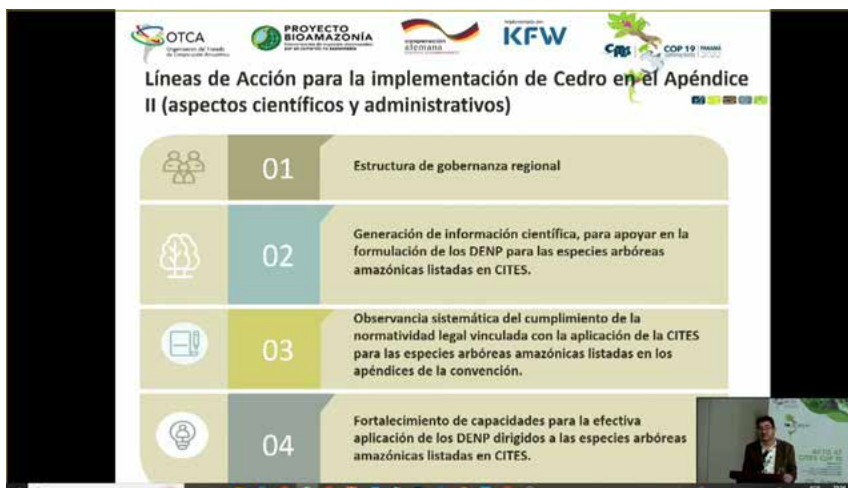 OTCA
Organización del Tratado
de Cooperación Amazónica
PROYECTO
BIOAMAZONÍA
cooperación
alemana
KFW
COP 19 PANAMÁ
Líneas de Acción para la implementación de Cedro en el Apéndice
II (aspectos científicos y administrativos)
01
Estructura de gobernanza regional
02
Generación de información científica, para apoyar en la
formulación de los DENP para las especies arbóreas
amazónicas listadas en CITES.
03
Observancia sistemática del cumplimiento de la
normatividad legal vinculada con la aplicación de la CITES
para las especies arbóreas amazónicas listadas en los
apéndices de la convención.
04
Fortalecimiento de capacidades para la efectiva
aplicación de los DENP dirigidos a las especies arbóreas
amazónicas listadas en CITES.
ACTO AT
CITES COP 19